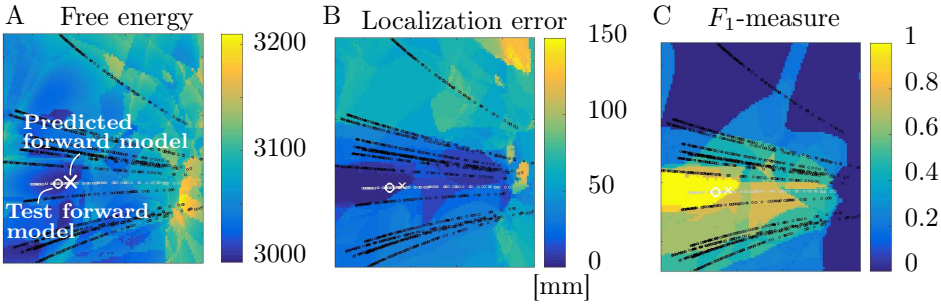 A
Free energy
3200
3100
3000
Predicted
forward model
Test forward
model
B
Localization error
150
100
50
0
[mm]
C
F₁-measure
1
0.8
0.6
0.4
0.2
0